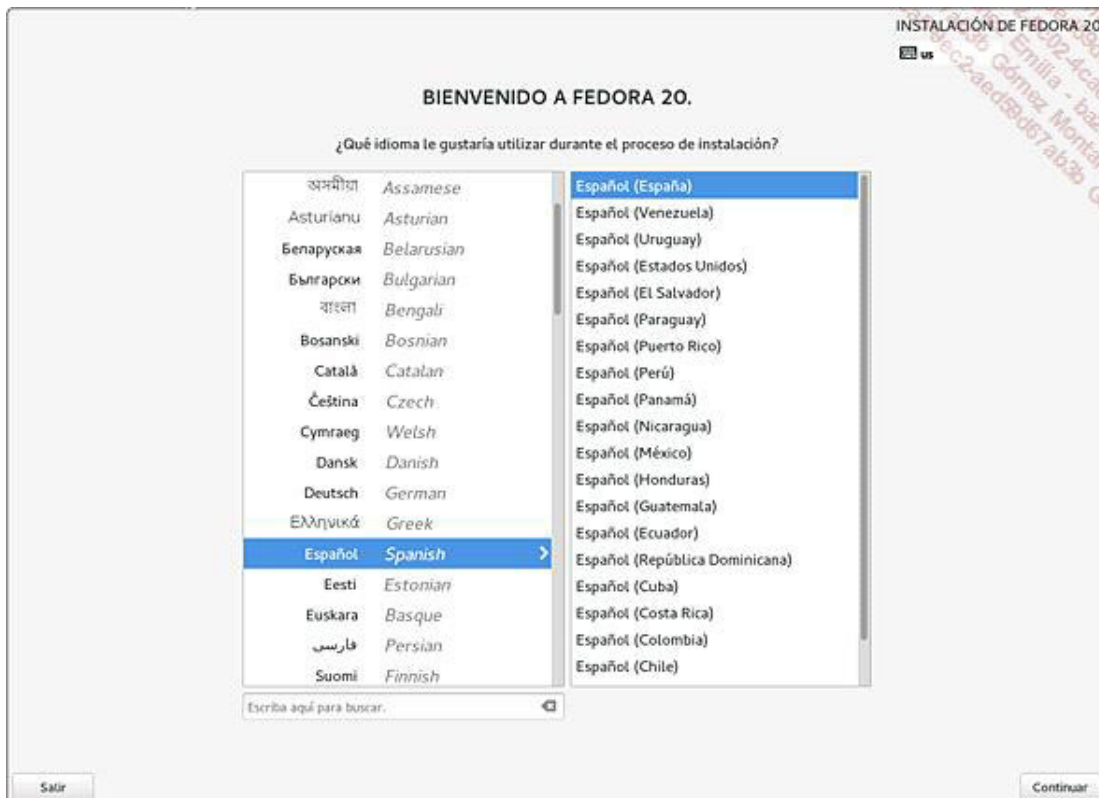 INSTALACIÓN DE FEDORA 20
us
BIENVENIDO A FEDORA 20.
¿Qué idioma le gustaría utilizar durante el proceso de instalación?
অসমীয়া Assamese
Asturianu Asturian
Беларуская Belarusian
Български Bulgarian
বাংলা Bengali
Bosanski Bosnian
Català Catalan
Čeština Czech
Cymraeg Welsh
Dansk Danish
Deutsch German
Ελληνικά Greek
Español Spanish
Eesti Estonian
Euskara Basque
فارسی Persian
Suomi Finnish
Español (España)
Español (Venezuela)
Español (Uruguay)
Español (Estados Unidos)
Español (El Salvador)
Español (Paraguay)
Español (Puerto Rico)
Español (Perú)
Español (Panamá)
Español (Nicaragua)
Español (México)
Español (Honduras)
Español (Guatemala)
Español (Ecuador)
Español (República Dominicana)
Español (Cuba)
Español (Costa Rica)
Español (Colombia)
Español (Chile)
Escriba aquí para buscar.
Salir
Continuar
Emilia
Gómez